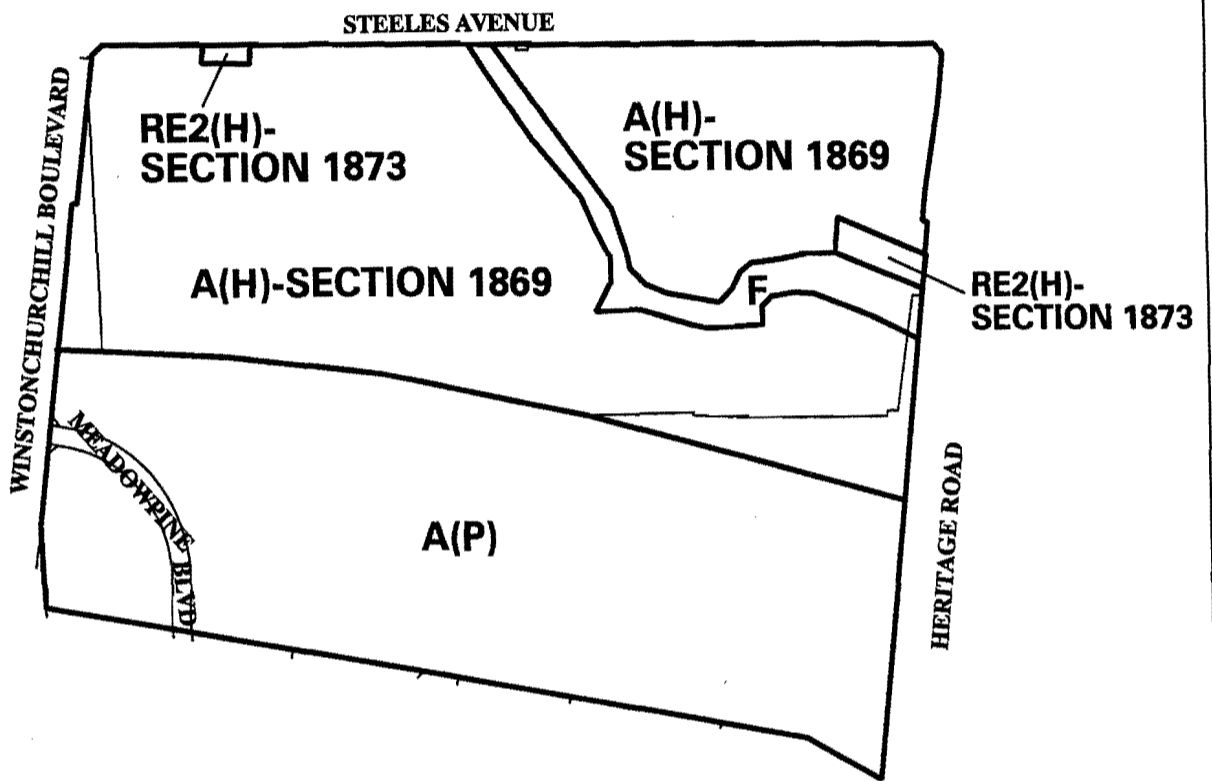 STEELES AVENUE
WINSTONCHURCHILL BOULEVARD
RE2(H)-
SECTION 1873
A(H)-
SECTION 1869
A(H)-SECTION 1869
F
RE2(H)-
SECTION 1873
MEADOWPINE BLVD
A(P)
HERITAGE ROAD